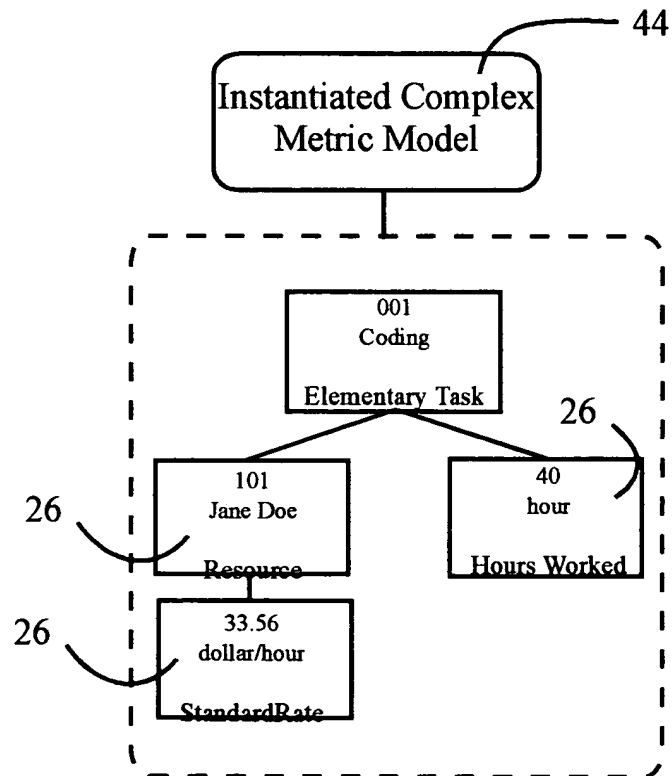 44
Instantiated Complex
Metric Model
001
Coding
Elementary Task
26
101
Jane Doe
Resource
26
40
hour
Hours Worked
26
33.56
dollar/hour
StandardRate